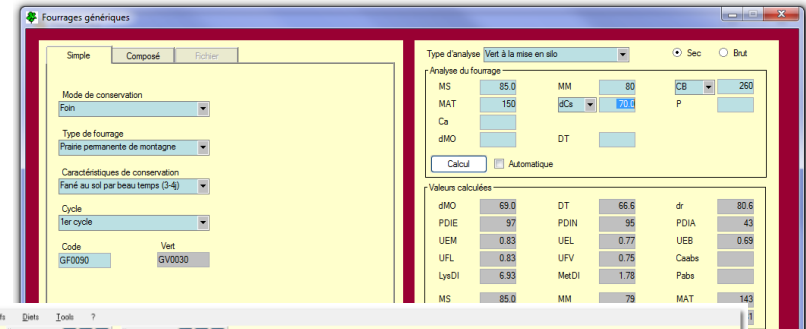 Fourrages génériques
Simple Composé Fichier
Mode de conservation
Foin
Type de fourrage
Prairie permanente de montagne
Caractéristiques de conservation
Fané au sol par beau temps (3-4j)
Cycle
1er cycle
Code Vert
GF0090 GV0030
Type d'analyse Vert à la mise en silo Sec Brut
Analyse du fourrage
MS 85.0 MM 80 CB 260
MAT 150 dCs 70.0 P
Ca
dMO DT
Calcul Automatique
Valeurs calculées
dMO 69.0 DT 66.6 dr 80.6
PDIE 97 PDIN 95 PDIA 43
UEM 0.83 UEL 0.77 UEB 0.69
UFL 0.83 UFV 0.75 Caabs
LysDI 6.93 MetDI 1.78 Pabs
MS 85.0 MM 79 MAT 143
Diets Tools ?